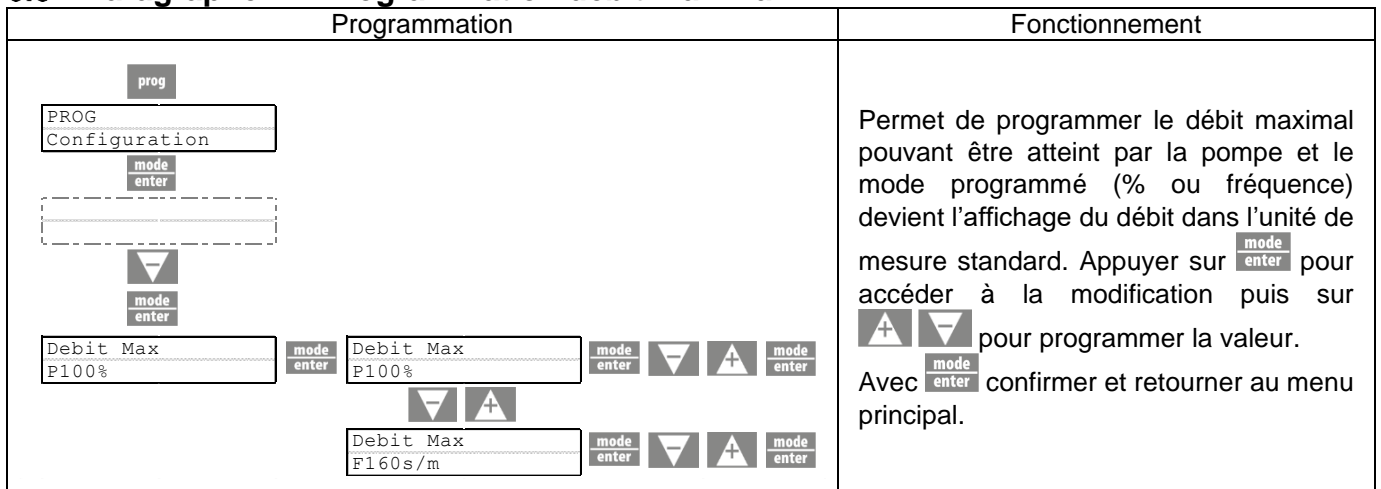 Programmation
Fonctionnement
prog
PROG
Configuration
mode
enter
mode
enter
Debit Max
P100%
mode
enter
Debit Max
P100%
mode
enter
mode
enter
Debit Max
F160s/m
mode
enter
mode
enter
Permet de programmer le débit maximal
pouvant être atteint par la pompe et le
mode programmé (% ou fréquence)
devient l’affichage du débit dans l’unité de
mesure standard. Appuyer sur mode enter pour
accéder à la modification puis sur
+ − pour programmer la valeur.
Avec mode enter confirmer et retourner au menu
principal.